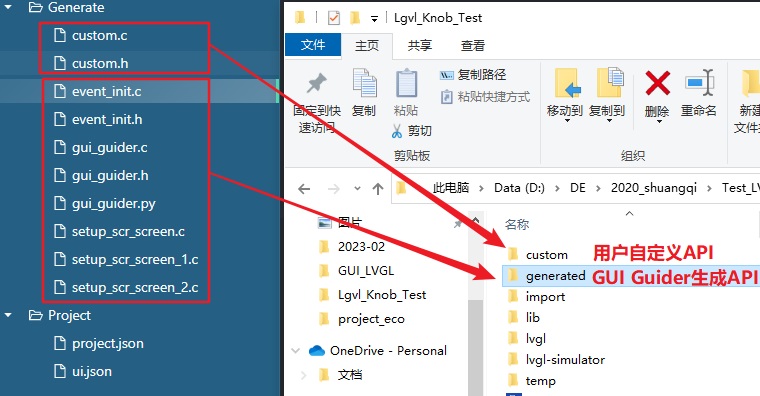 Generate
custom.c
custom.h
event_init.c
event_init.h
gui_guider.c
gui_guider.h
gui_guider.py
setup_scr_screen.c
setup_scr_screen_1.c
setup_scr_screen_2.c
Project
project.json
ui.json
Lgvl_Knob_Test
文件
主页
共享
查看
固定到快
速访问
复制
粘贴
复制路径
粘贴快捷方式
剪切
移动到
复制到
删除
重命名
新建
文件
剪贴板
组织
此电脑
Data (D:)
DE
2020_shuangqi
Test_LV
图片
2023-02
GUI_LVGL
Lgvl_Knob_Test
project_eco
OneDrive - Personal
文档
名称
custom
用户自定义API
generated
GUI Guider生成API
import
lib
lvgl
lvgl-simulator
temp